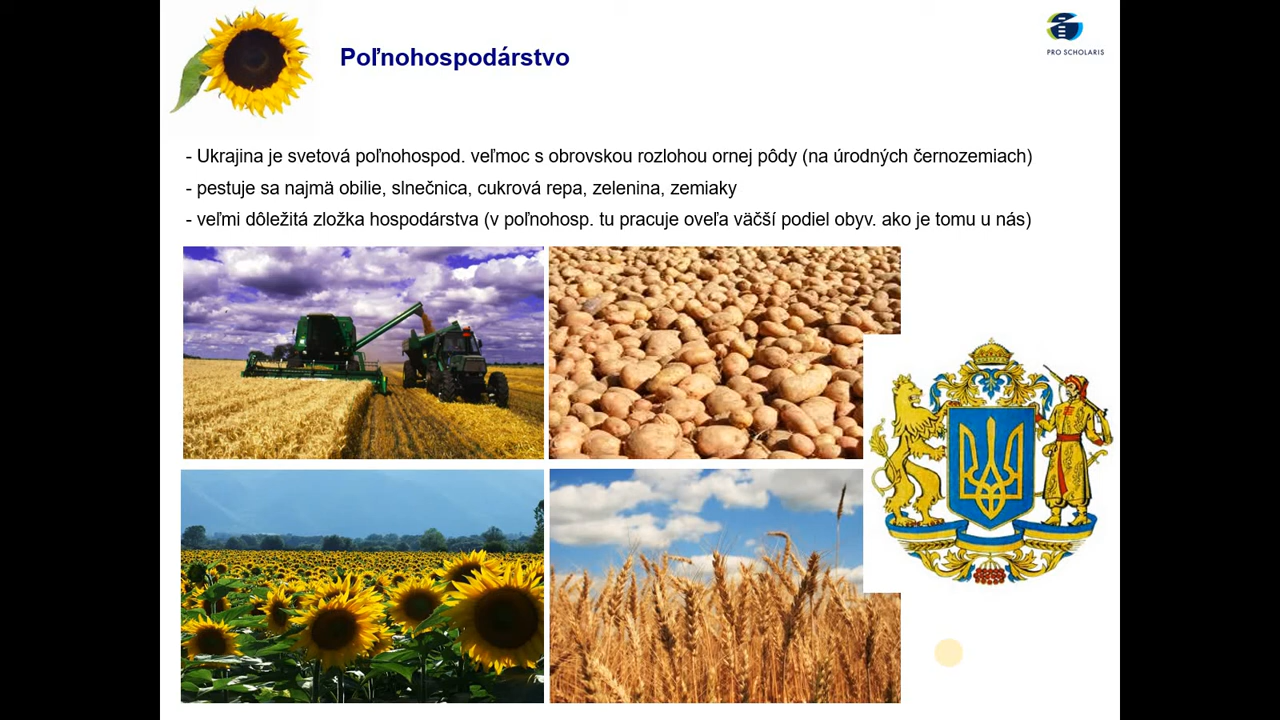 Poľnohospodárstvo
PRO SCHOLARIS
- Ukrajina je svetová poľnohospod. veľmoc s obrovskou rozlohou ornej pôdy (na úrodných černozemiach)
- pestuje sa najmä obilie, slnečnica, cukrová repa, zelenina, zemiaky
- veľmi dôležitá zložka hospodárstva (v poľnohosp. tu pracuje oveľa väčší podiel obyv. ako je tomu u nás)